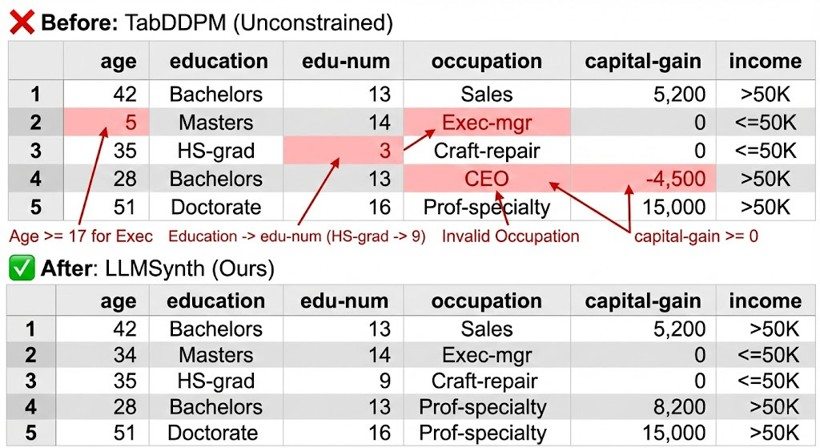 ❌ Before: TabDDPM (Unconstrained)
age education edu-num occupation capital-gain income
1 42 Bachelors 13 Sales 5,200 >50K
2 5 Masters 14 Exec-mgr 0 <=50K
3 35 HS-grad 3 Craft-repair 0 <=50K
4 28 Bachelors 13 CEO -4,500 >50K
5 51 Doctorate 16 Prof-specialty 15,000 >50K
Age >= 17 for Exec Education -> edu-num (HS-grad -> 9) Invalid Occupation capital-gain >= 0
✅ After: LLMSynth (Ours)
age education edu-num occupation capital-gain income
1 42 Bachelors 13 Sales 5,200 >50K
2 34 Masters 14 Exec-mgr 0 <=50K
3 35 HS-grad 9 Craft-repair 0 <=50K
4 28 Bachelors 13 Prof-specialty 8,200 >50K
5 51 Doctorate 16 Prof-specialty 15,000 >50K